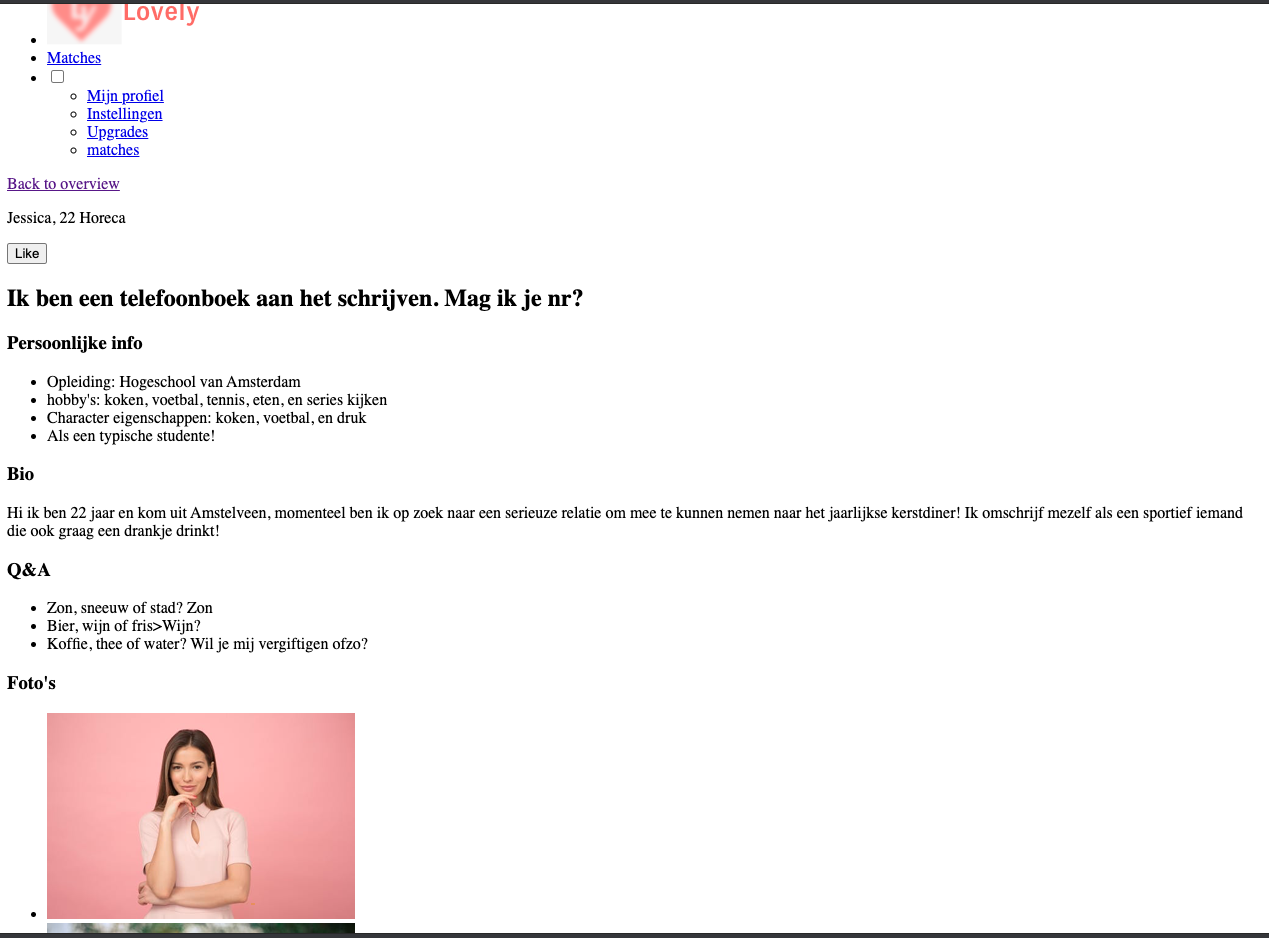 Lovely
Matches
Mijn profiel
Instellingen
Upgrades
matches
Back to overview
Jessica, 22 Horeca
Like
Ik ben een telefoonboek aan het schrijven. Mag ik je nr?
Persoonlijke info
Opleiding: Hogeschool van Amsterdam
hobby's: koken, voetbal, tennis, eten, en series kijken
Character eigenschappen: koken, voetbal, en druk
Als een typische studente!
Bio
Hi ik ben 22 jaar en kom uit Amstelveen, momenteel ben ik op zoek naar een serieuze relatie om mee te kunnen nemen naar het jaarlijkse kerstdiner! Ik omschrijf mezelf als een sportief iemand
die ook graag een drankje drinkt!
Q&A
Zon, sneeuw of stad? Zon
Bier, wijn of fris>Wijn?
Koffie, thee of water? Wil je mij vergiftigen ofzo?
Foto's